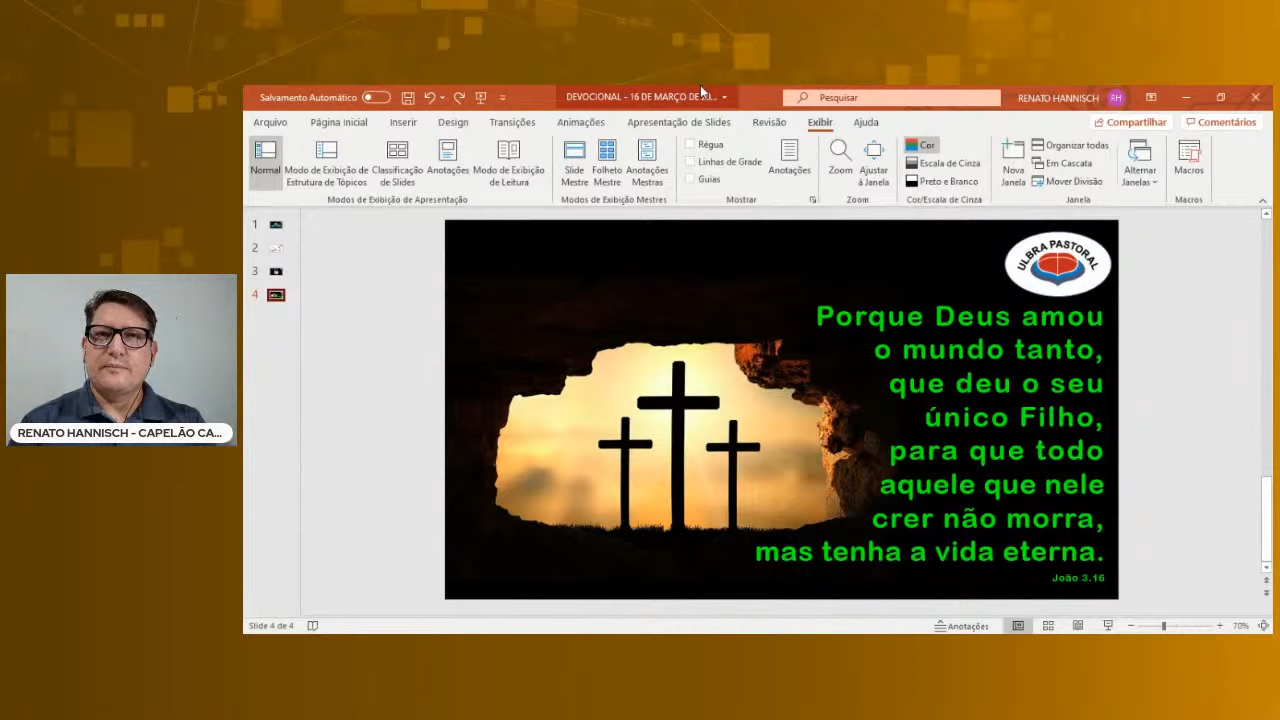 Salvamento Automático
DEVOCIONAL - 16 DE MARÇO DE
Pesquisar
RENATO HANNISCH
RH
Arquivo
Página Inicial
Inserir
Design
Transições
Animações
Apresentação de Slides
Revisão
Exibir
Ajuda
Compartilhar
Comentários
Normal
Modo de Exibição de
Estrutura de Tópicos
Classificação
de Slides
Anotações
Modo de Exibição
de Leitura
Modos de Exibição de Apresentação
Slide
Mestre
Folheto
Mestre
Anotações
Mestras
Modos de Exibição Mestres
Régua
Linhas de Grade
Guias
Mostrar
Anotações
Zoom
Ajustar
à Janela
Zoom
Cor
Escala de Cinza
Preto e Branco
Cor/Escala de Cinza
Nova
Janela
Organizar todas
Em Cascata
Mover Divisão
Alternar
Janelas
Janela
Macros
Macros
1
2
3
4
ULBRA PASTORAL
Porque Deus amou
o mundo tanto,
que deu o seu
único Filho,
para que todo
aquele que nele
crer não morra,
mas tenha a vida eterna.
João 3.16
RENATO HANNISCH - CAPELÃO CA...
Slide 4 de 4
Anotações
70%